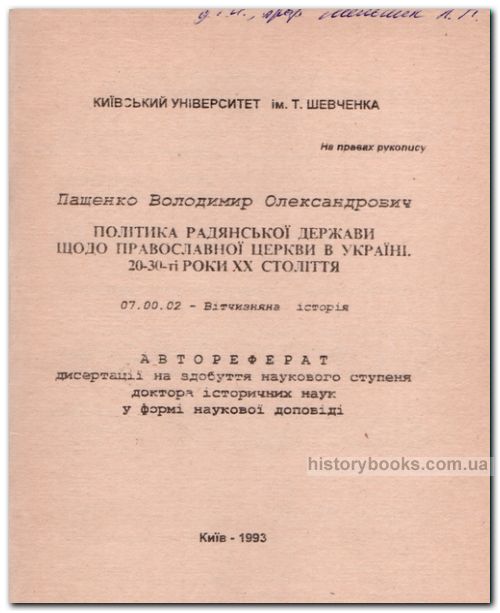 КИЇВСЬКИЙ УНІВЕРСИТЕТ ім. Т. ШЕВЧЕНКА
На правах рукопису
Пащенко Володимир Олександрович
ПОЛІТИКА РАДЯНСЬКОЇ ДЕРЖАВИ
ЩОДО ПРАВОСЛАВНОЇ ЦЕРКВИ В УКРАЇНІ.
20-30-ті РОКИ XX СТОЛІТТЯ
07.00.02 - Вітчизняна історія
АВТОРЕФЕРАТ
дисертації на здобуття наукового ступеня
доктора історичних наук
у формі наукової доповіді
historybooks.com.ua
Київ - 1993